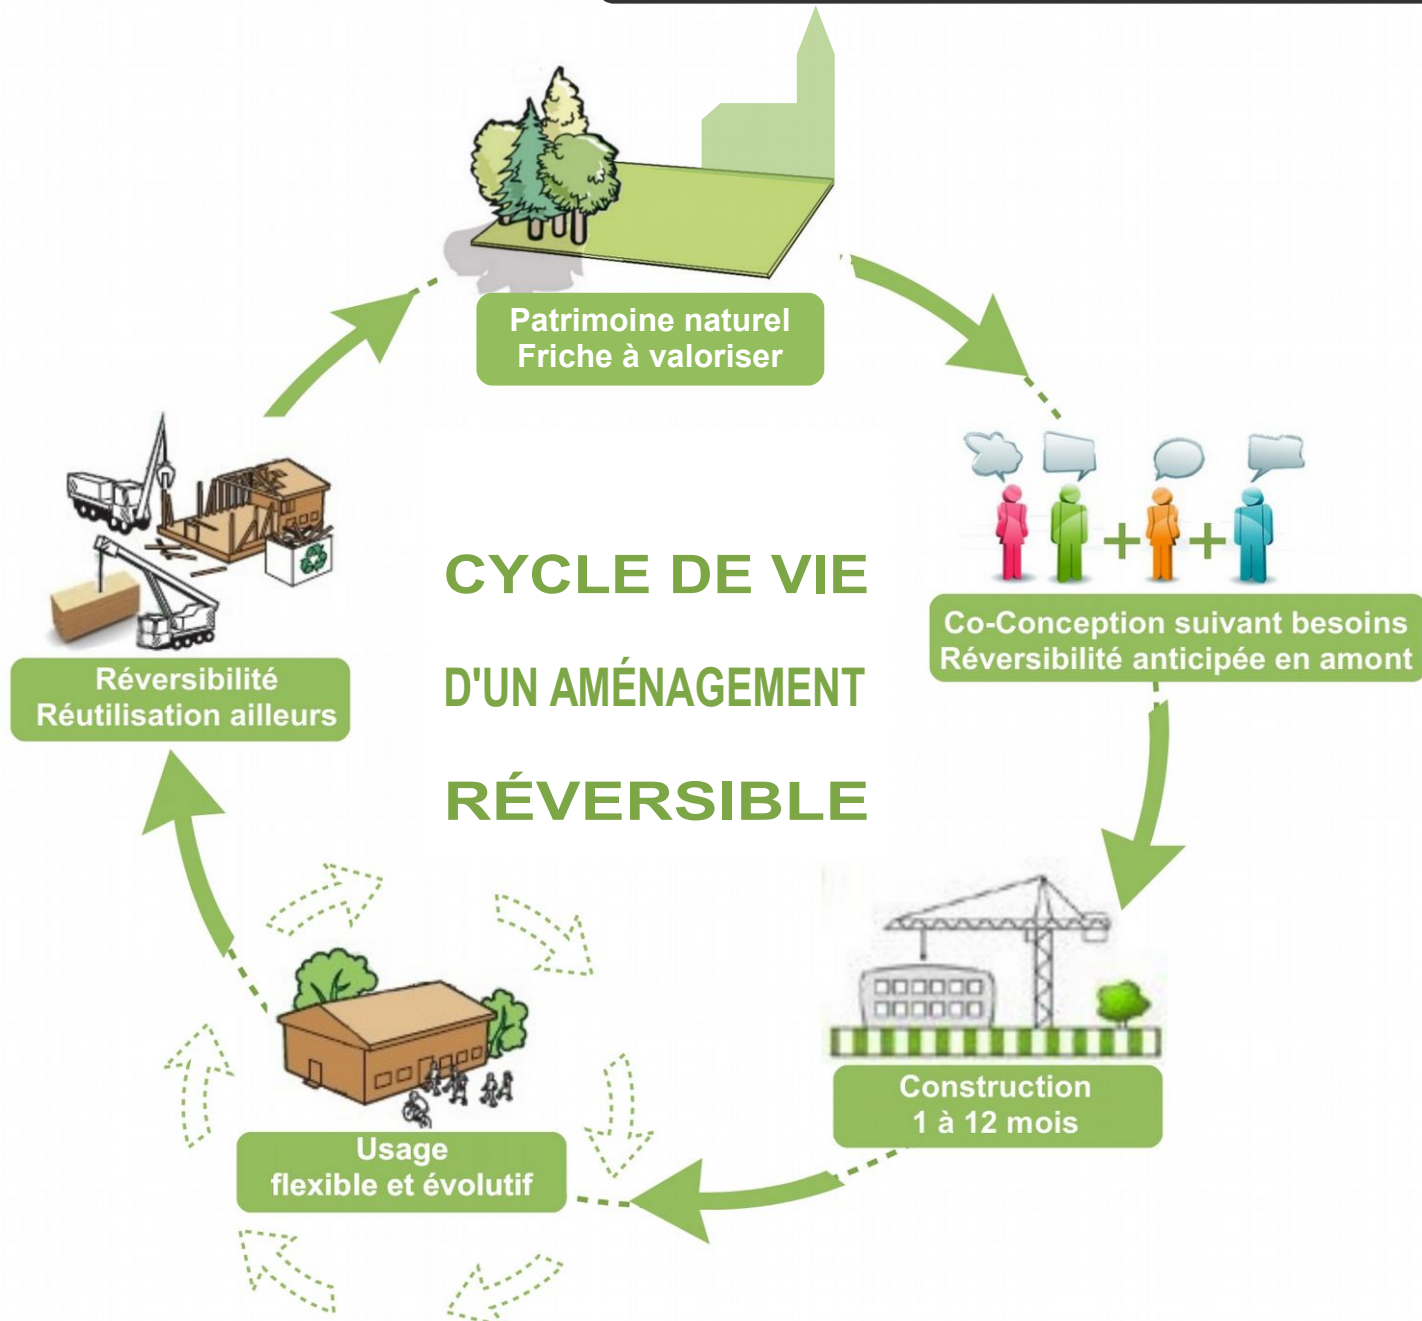 Patrimoine naturel
Friche à valoriser
Co-Conception suivant besoins
Réversibilité anticipée en amont
CYCLE DE VIE
D'UN AMÉNAGEMENT
RÉVERSIBLE
Réversibilité
Réutilisation ailleurs
Construction
1 à 12 mois
Usage
flexible et évolutif